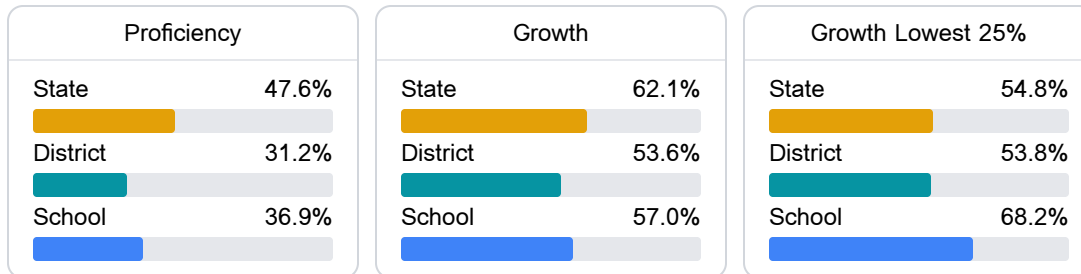 Proficiency
State 47.6%
District 31.2%
School 36.9%
Growth
State 62.1%
District 53.6%
School 57.0%
Growth Lowest 25%
State 54.8%
District 53.8%
School 68.2%